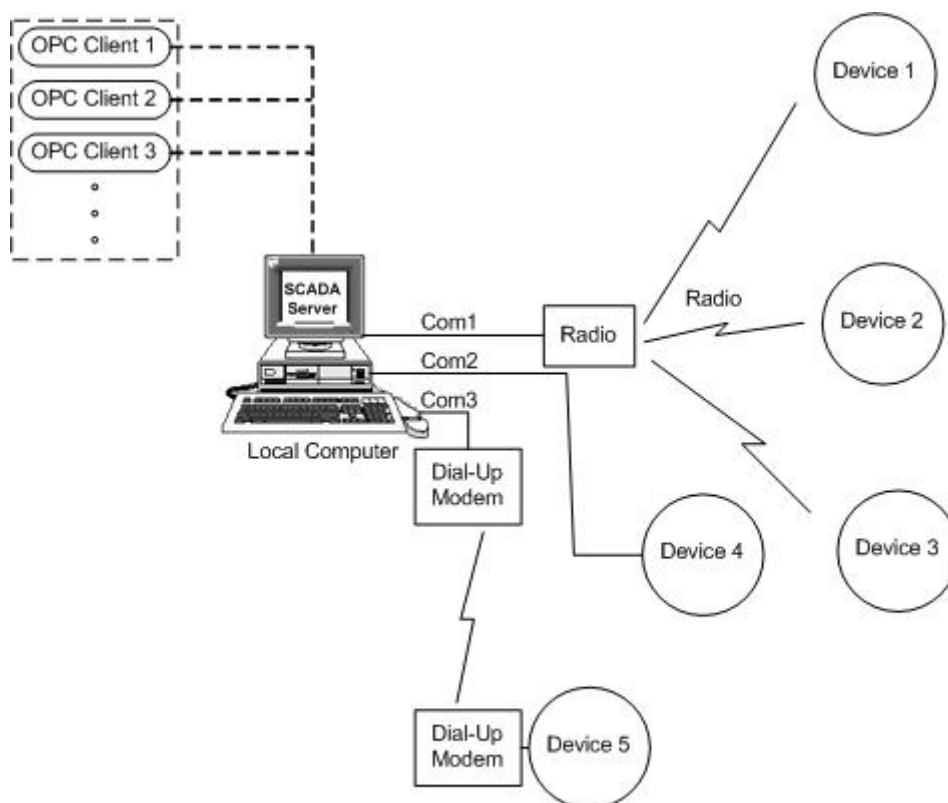 OPC Client 1
OPC Client 2
OPC Client 3
Device 1
SCADA
Server
Com1
Radio
Radio
Device 2
Com2
Com3
Local Computer
Dial-Up
Modem
Device 4
Device 3
Dial-Up
Modem
Device 5